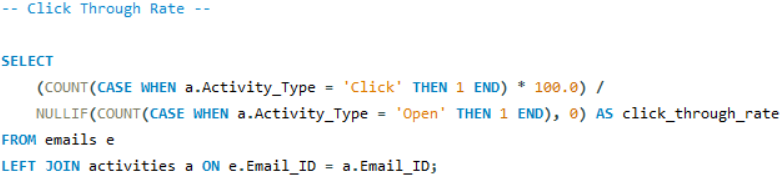 -- Click Through Rate --
SELECT
(COUNT(CASE WHEN a.Activity_Type = 'Click' THEN 1 END) * 100.0) /
NULLIF(COUNT(CASE WHEN a.Activity_Type = 'Open' THEN 1 END), 0) AS click_through_rate
FROM emails e
LEFT JOIN activities a ON e.Email_ID = a.Email_ID;